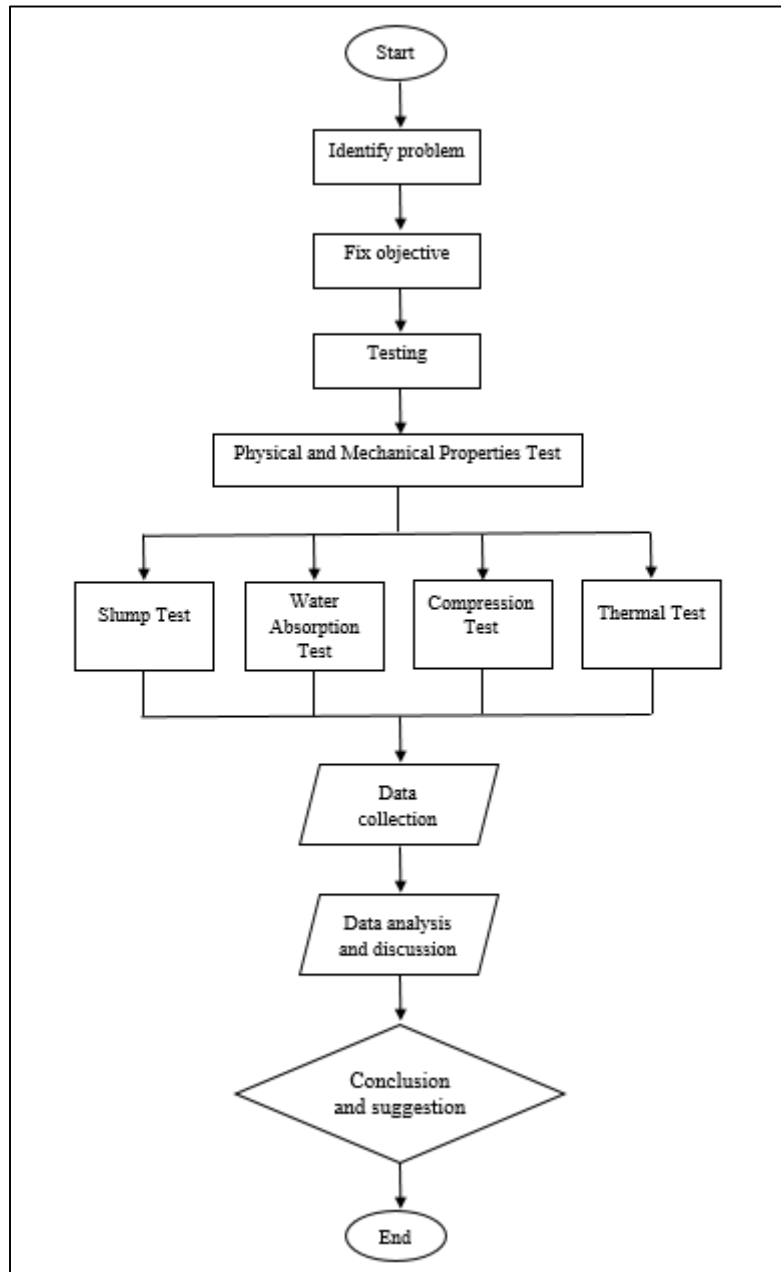 Start
Identify problem
Fix objective
Testing
Physical and Mechanical Properties Test
Slump Test
Water
Absorption
Test
Compression
Test
Thermal Test
Data
collection
Data analysis
and discussion
Conclusion
and suggestion
End